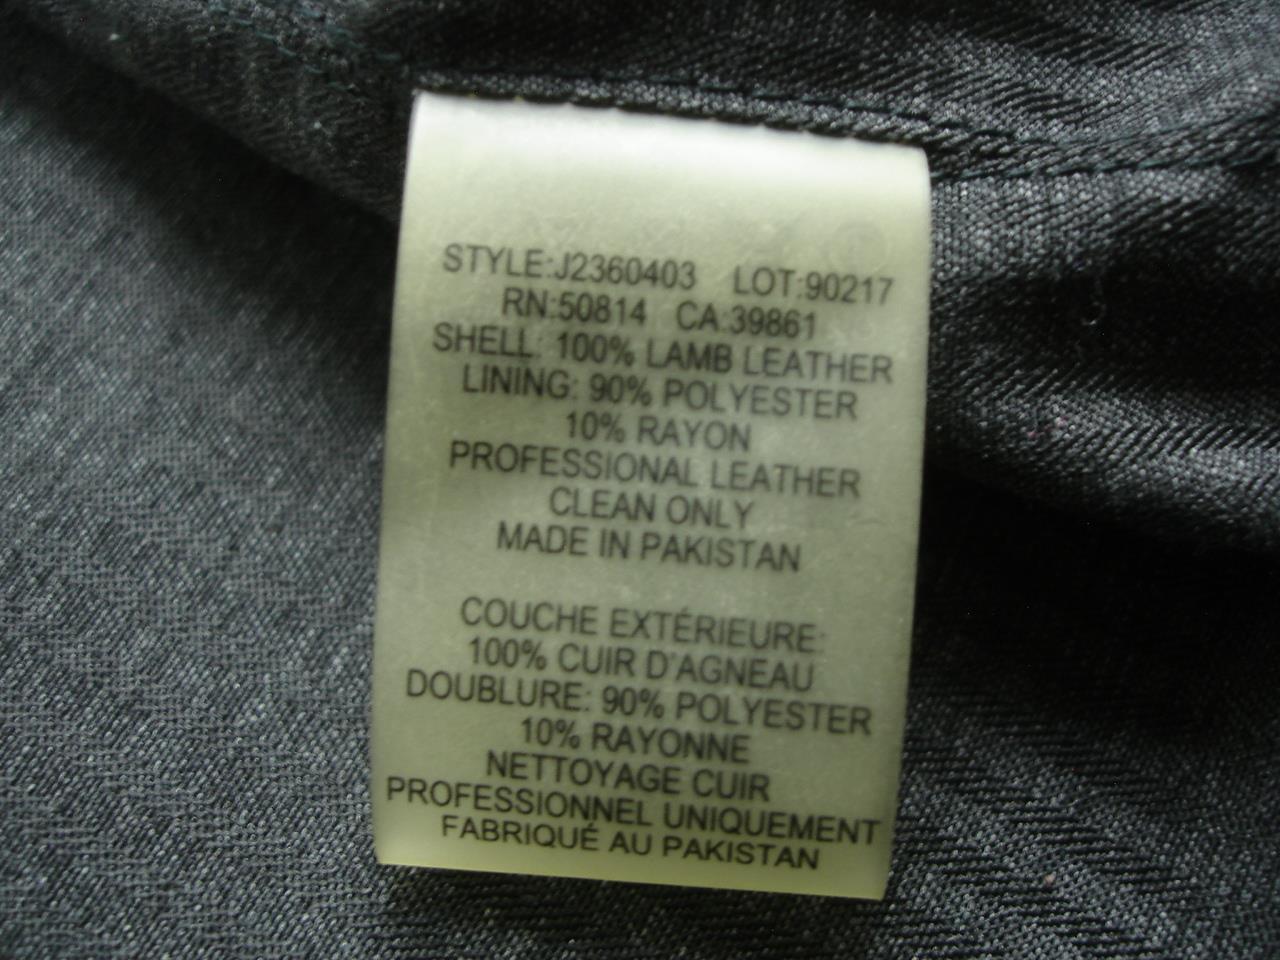 STYLE:J2360403 LOT:90217
RN:50814 CA:39861
SHELL: 100% LAMB LEATHER
LINING: 90% POLYESTER
10% RAYON
PROFESSIONAL LEATHER
CLEAN ONLY
MADE IN PAKISTAN
COUCHE EXTÉRIEURE:
100% CUIR D'AGNEAU
DOUBLURE: 90% POLYESTER
10% RAYONNE
NETTOYAGE CUIR
PROFESSIONNEL UNIQUEMENT
FABRIQUÉ AU PAKISTAN